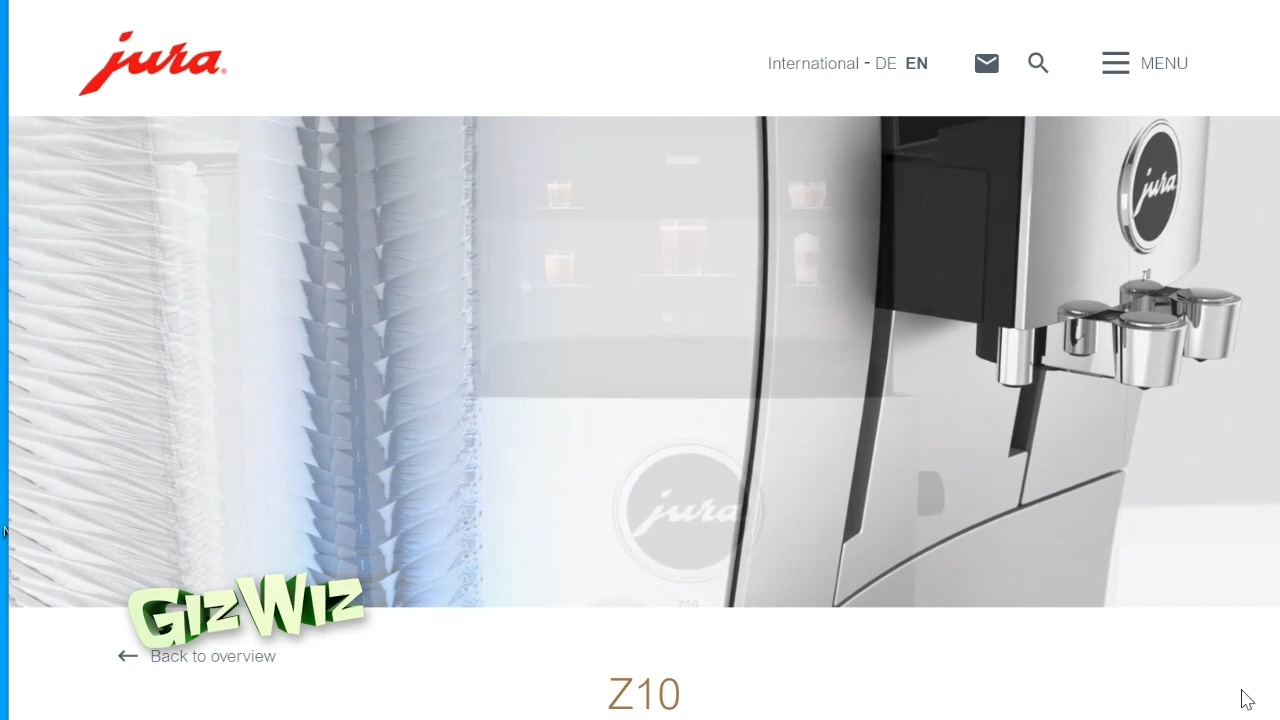 jura
International - DE EN
MENU
jura
Z10
jura
Z10
GizWiz
Back to overview
Z10